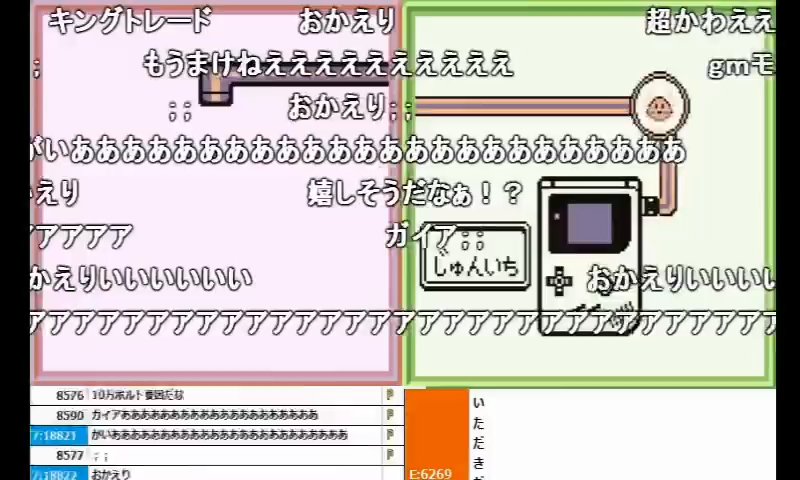 キングトレード おかえり 超かわええ
; もうまけねええええええええええ gmモ
;; おかえり;;
がいああああああああああああああああああああああああ
えり 嬉しそうだなぁ！？
アアアアア ガイア ;;
じゅんいち
かえりいいいいいい おかえりいいいい
アアアアアアアアアアアアアアアアアアアアアアアアアアアアアア
8576 10万ボルト要因だな P
8590 ガイアああああああああああああああああああああ P
7:18821 がいああああああああああああああああああああああああ P
8577 ;; P
7:18822 おかえり
いただき
E:6269